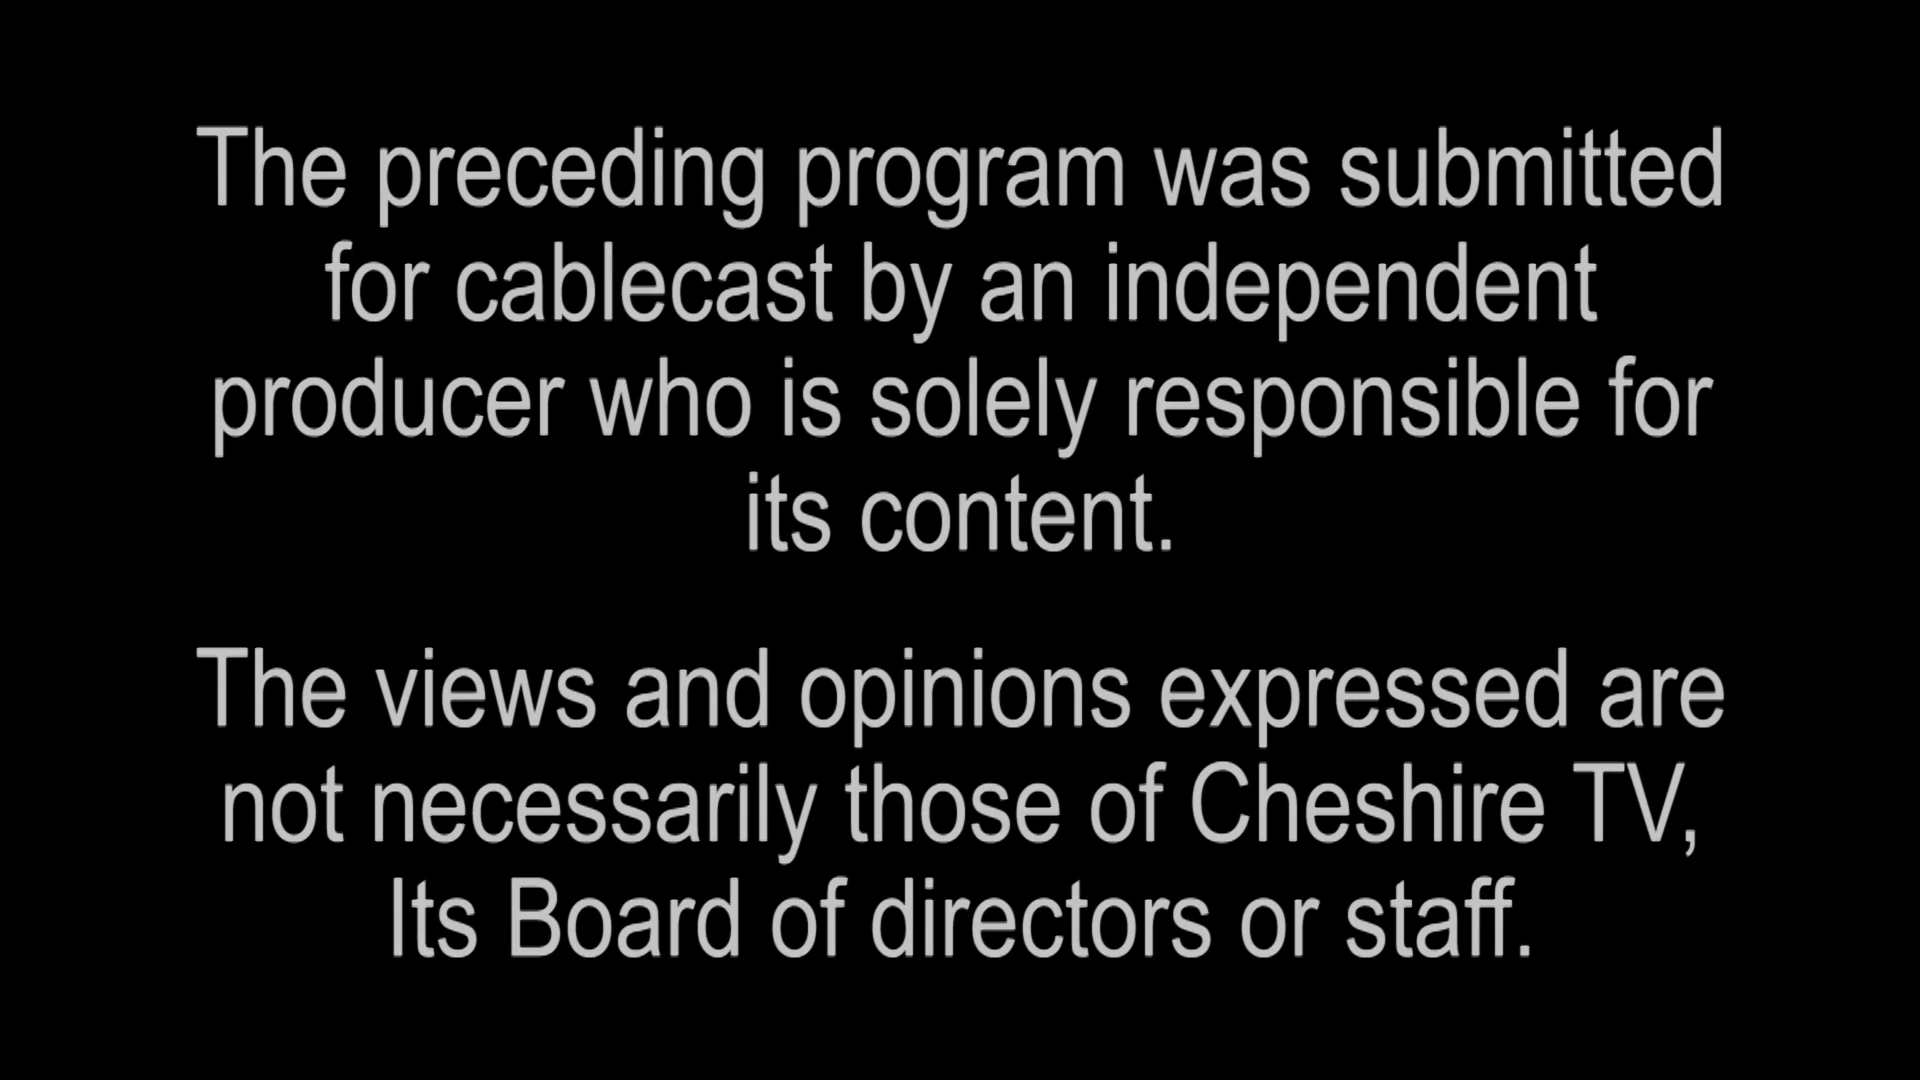 The preceding program was submitted
for cablecast by an independent
producer who is solely responsible for
its content.
The views and opinions expressed are
not necessarily those of Cheshire TV,
Its Board of directors or staff.